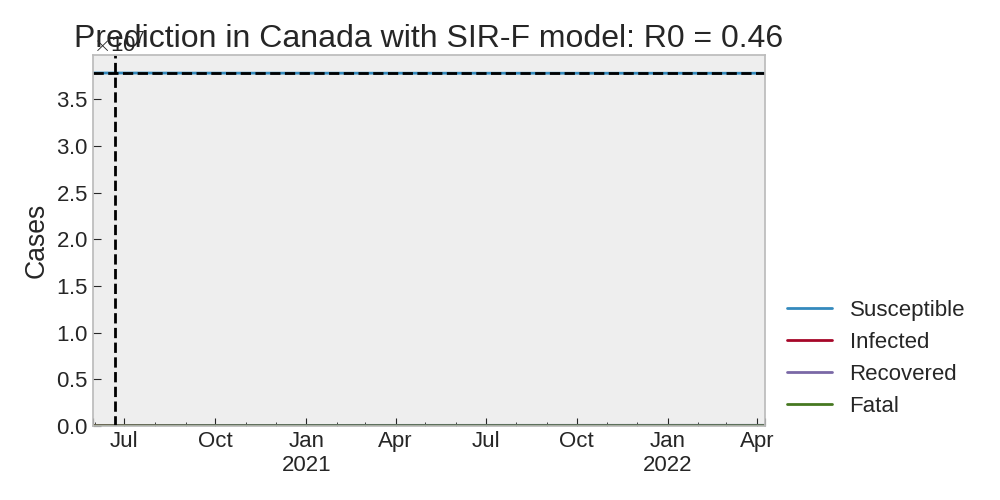 Prediction in Canada with SIR-F model: R0 = 0.46
×10⁷
3.5
3.0
2.5
2.0
1.5
1.0
0.5
0.0
Cases
Jul Oct Jan Apr Jul Oct Jan Apr
2021 2022
Susceptible
Infected
Recovered
Fatal